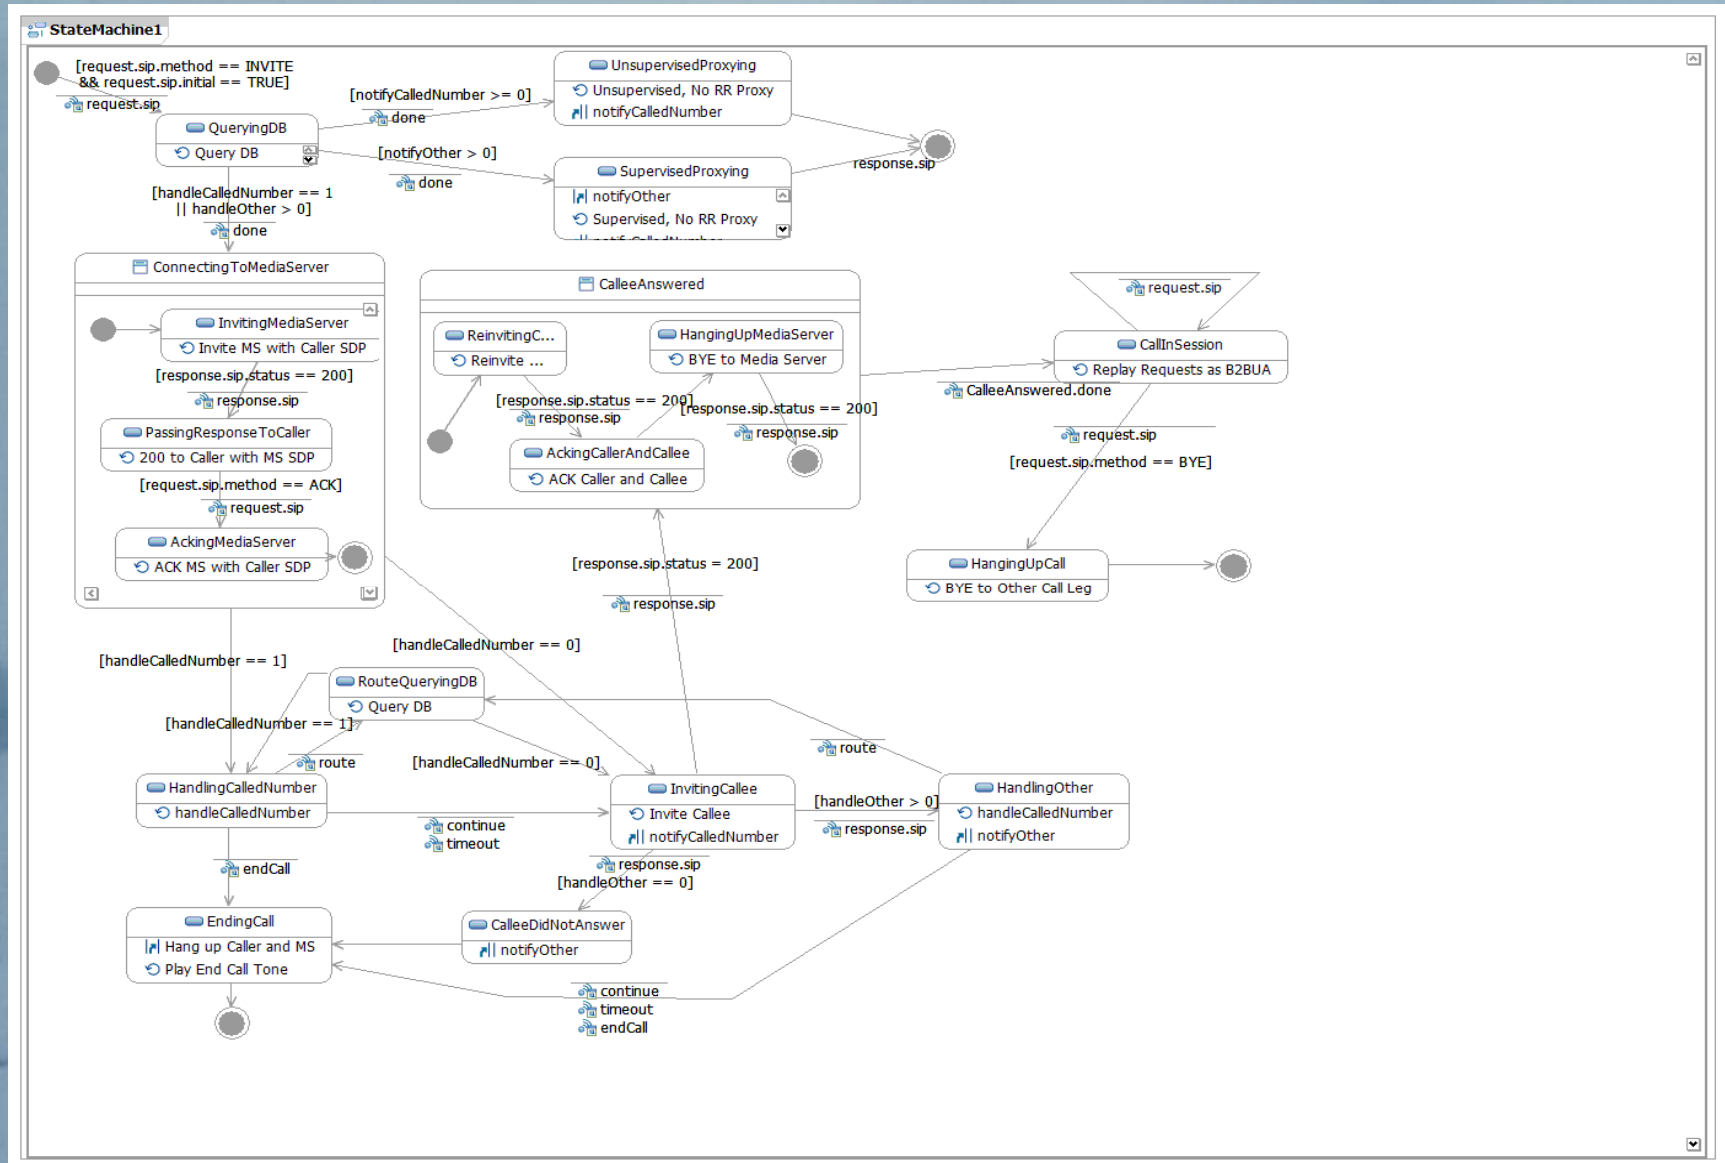 StateMachine1
[request.sip.method == INVITE
&& request.sip.initial == TRUE]
request.sip
QueryingDB
Query DB
[notifyCalledNumber >= 0]
done
[notifyOther > 0]
done
UnsupervisedProxying
Unsupervised, No RR Proxy
notifyCalledNumber
SupervisedProxying
notifyOther
Supervised, No RR Proxy
notifyCalledNumber
response.sip
[handleCalledNumber == 1
|| handleOther > 0]
done
ConnectingToMediaServer
InvitingMediaServer
Invite MS with Caller SDP
[response.sip.status == 200]
response.sip
PassingResponseToCaller
200 to Caller with MS SDP
[request.sip.method == ACK]
request.sip
AckingMediaServer
ACK MS with Caller SDP
CalleeAnswered
ReinvitingC...
Reinvite ...
HangingUpMediaServer
BYE to Media Server
[response.sip.status == 200]
response.sip
[response.sip.status == 200]
response.sip
AckingCallerAndCallee
ACK Caller and Callee
request.sip
CallInSession
Replay Requests as B2BUA
CalleeAnswered.done
request.sip
[request.sip.method == BYE]
HangingUpCall
BYE to Other Call Leg
[response.sip.status = 200]
response.sip
[handleCalledNumber == 0]
[handleCalledNumber == 1]
RouteQueryingDB
Query DB
[handleCalledNumber == 1]
route
[handleCalledNumber == 0]
route
HandlingCalledNumber
handleCalledNumber
continue
timeout
InvitingCallee
Invite Callee
notifyCalledNumber
[handleOther > 0]
response.sip
HandlingOther
handleCalledNumber
notifyOther
endCall
response.sip
[handleOther == 0]
EndingCall
Hang up Caller and MS
Play End Call Tone
CalleeDidNotAnswer
notifyOther
continue
timeout
endCall